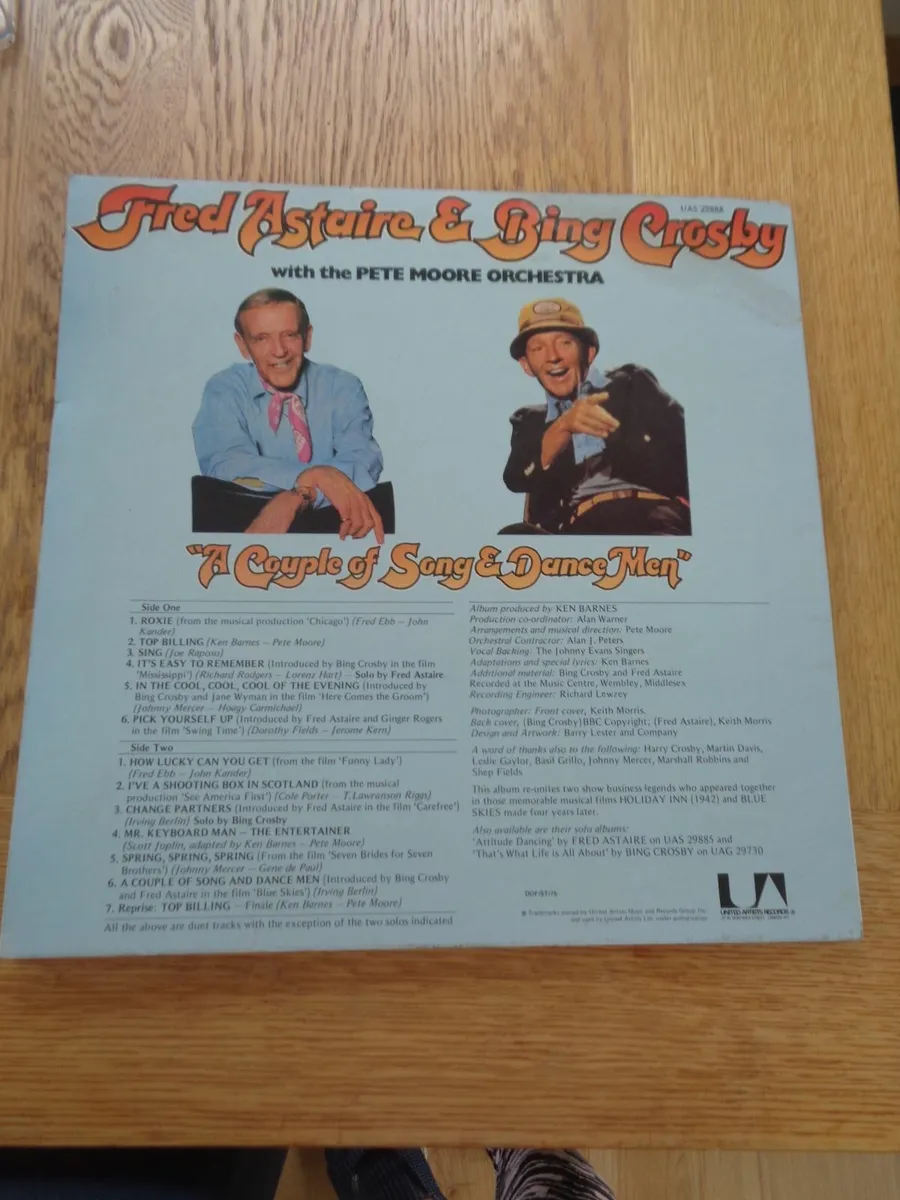 UAS 29888
Fred Astaire & Bing Crosby
with the PETE MOORE ORCHESTRA
"A Couple of Song & Dance Men"
Side One
1. ROXIE (from the musical production 'Chicago') (Fred Ebb — John
Kander)
2. TOP BILLING (Ken Barnes — Pete Moore)
3. SING (Joe Raposo)
4. IT'S EASY TO REMEMBER (Introduced by Bing Crosby in the film
'Mississippi') (Richard Rodgers — Lorenz Hart) — Solo by Fred Astaire
5. IN THE COOL, COOL, COOL OF THE EVENING (Introduced by
Bing Crosby and Jane Wyman in the film 'Here Comes the Groom')
(Johnny Mercer — Hoagy Carmichael)
6. PICK YOURSELF UP (Introduced by Fred Astaire and Ginger Rogers
in the film 'Swing Time') (Dorothy Fields — Jerome Kern)
Side Two
1. HOW LUCKY CAN YOU GET (from the film 'Funny Lady')
(Fred Ebb — John Kander)
2. I'VE A SHOOTING BOX IN SCOTLAND (from the musical
production 'See America First') (Cole Porter — T. Lawranson Riggs)
3. CHANGE PARTNERS (Introduced by Fred Astaire in the film 'Carefree')
(Irving Berlin) Solo by Bing Crosby
4. MR. KEYBOARD MAN — THE ENTERTAINER
(Scott Joplin, adapted by Ken Barnes — Pete Moore)
5. SPRING, SPRING, SPRING (From the film 'Seven Brides for Seven
Brothers') (Johnny Mercer — Gene de Paul)
6. A COUPLE OF SONG AND DANCE MEN (Introduced by Bing Crosby
and Fred Astaire in the film 'Blue Skies') (Irving Berlin)
7. Reprise: TOP BILLING — Finale (Ken Barnes — Pete Moore)
All the above are duet tracks with the exception of the two solos indicated
Album produced by KEN BARNES
Production co-ordinator: Alan Warner
Arrangements and musical direction: Pete Moore
Orchestral Contractor: Alan J. Peters
Vocal Backing: The Johnny Evans Singers
Adaptations and special lyrics: Ken Barnes
Additional material: Bing Crosby and Fred Astaire
Recorded at the Music Centre, Wembley, Middlesex
Recording Engineer: Richard Lewzey
Photographer: Front cover, Keith Morris.
Back cover, (Bing Crosby) BBC Copyright; (Fred Astaire), Keith Morris
Design and Artwork: Barry Lester and Company
A word of thanks also to the following: Harry Crosby, Martin Davis,
Leslie Gaylor, Basil Grillo, Johnny Mercer, Marshall Robbins and
Shep Fields
This album re-unites two show business legends who appeared together
in those memorable musical films HOLIDAY INN (1942) and BLUE
SKIES made four years later.
Also available are their solo albums:
'Attitude Dancing' by FRED ASTAIRE on UAS 29885 and
'That's What Life is All About' by BING CROSBY on UAG 29730
UA
UNITED ARTISTS RECORDS